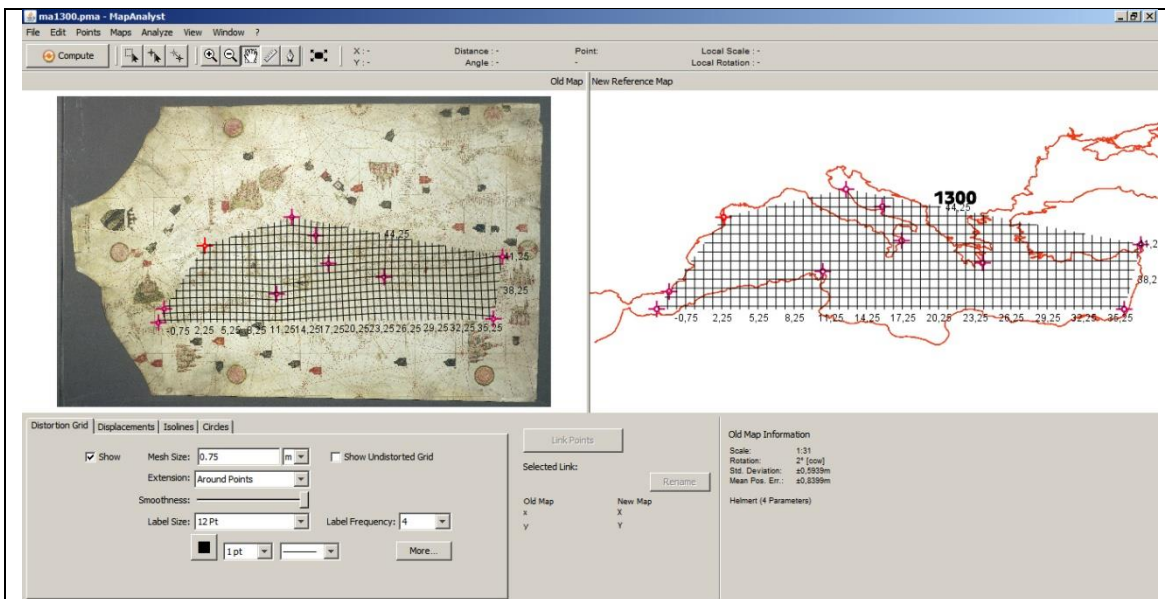 ma1300.pma - MapAnalyst
File Edit Points Maps Analyze View Window ?
Compute X : - Y : - Distance : - Angle : - Point: - Local Scale : - Local Rotation : -
Old Map New Reference Map
44,25
41,25
38,25
-0,75 2,25 5,25 8,25 11,25 14,25 17,25 20,25 23,25 26,25 29,25 32,25 35,25
1300
44,25
38,2
-0,75 2,25 5,25 8,25 11,25 14,25 17,25 20,25 23,25 26,25 29,25 32,25 35,25
Distortion Grid Displacements Isolines Circles
Show Mesh Size: 0.75 m Show Undistorted Grid
Extension: Around Points
Smoothness:
Label Size: 12 Pt Label Frequency: 4
1 pt More...
Link Points
Selected Link:
Rename
Old Map New Map
x X
y Y
Old Map Information
Scale: 1:31
Rotation: 2° [ccw]
Std. Deviation: ±0,5939m
Mean Pos. Err.: ±0,8399m
Helmert (4 Parameters)